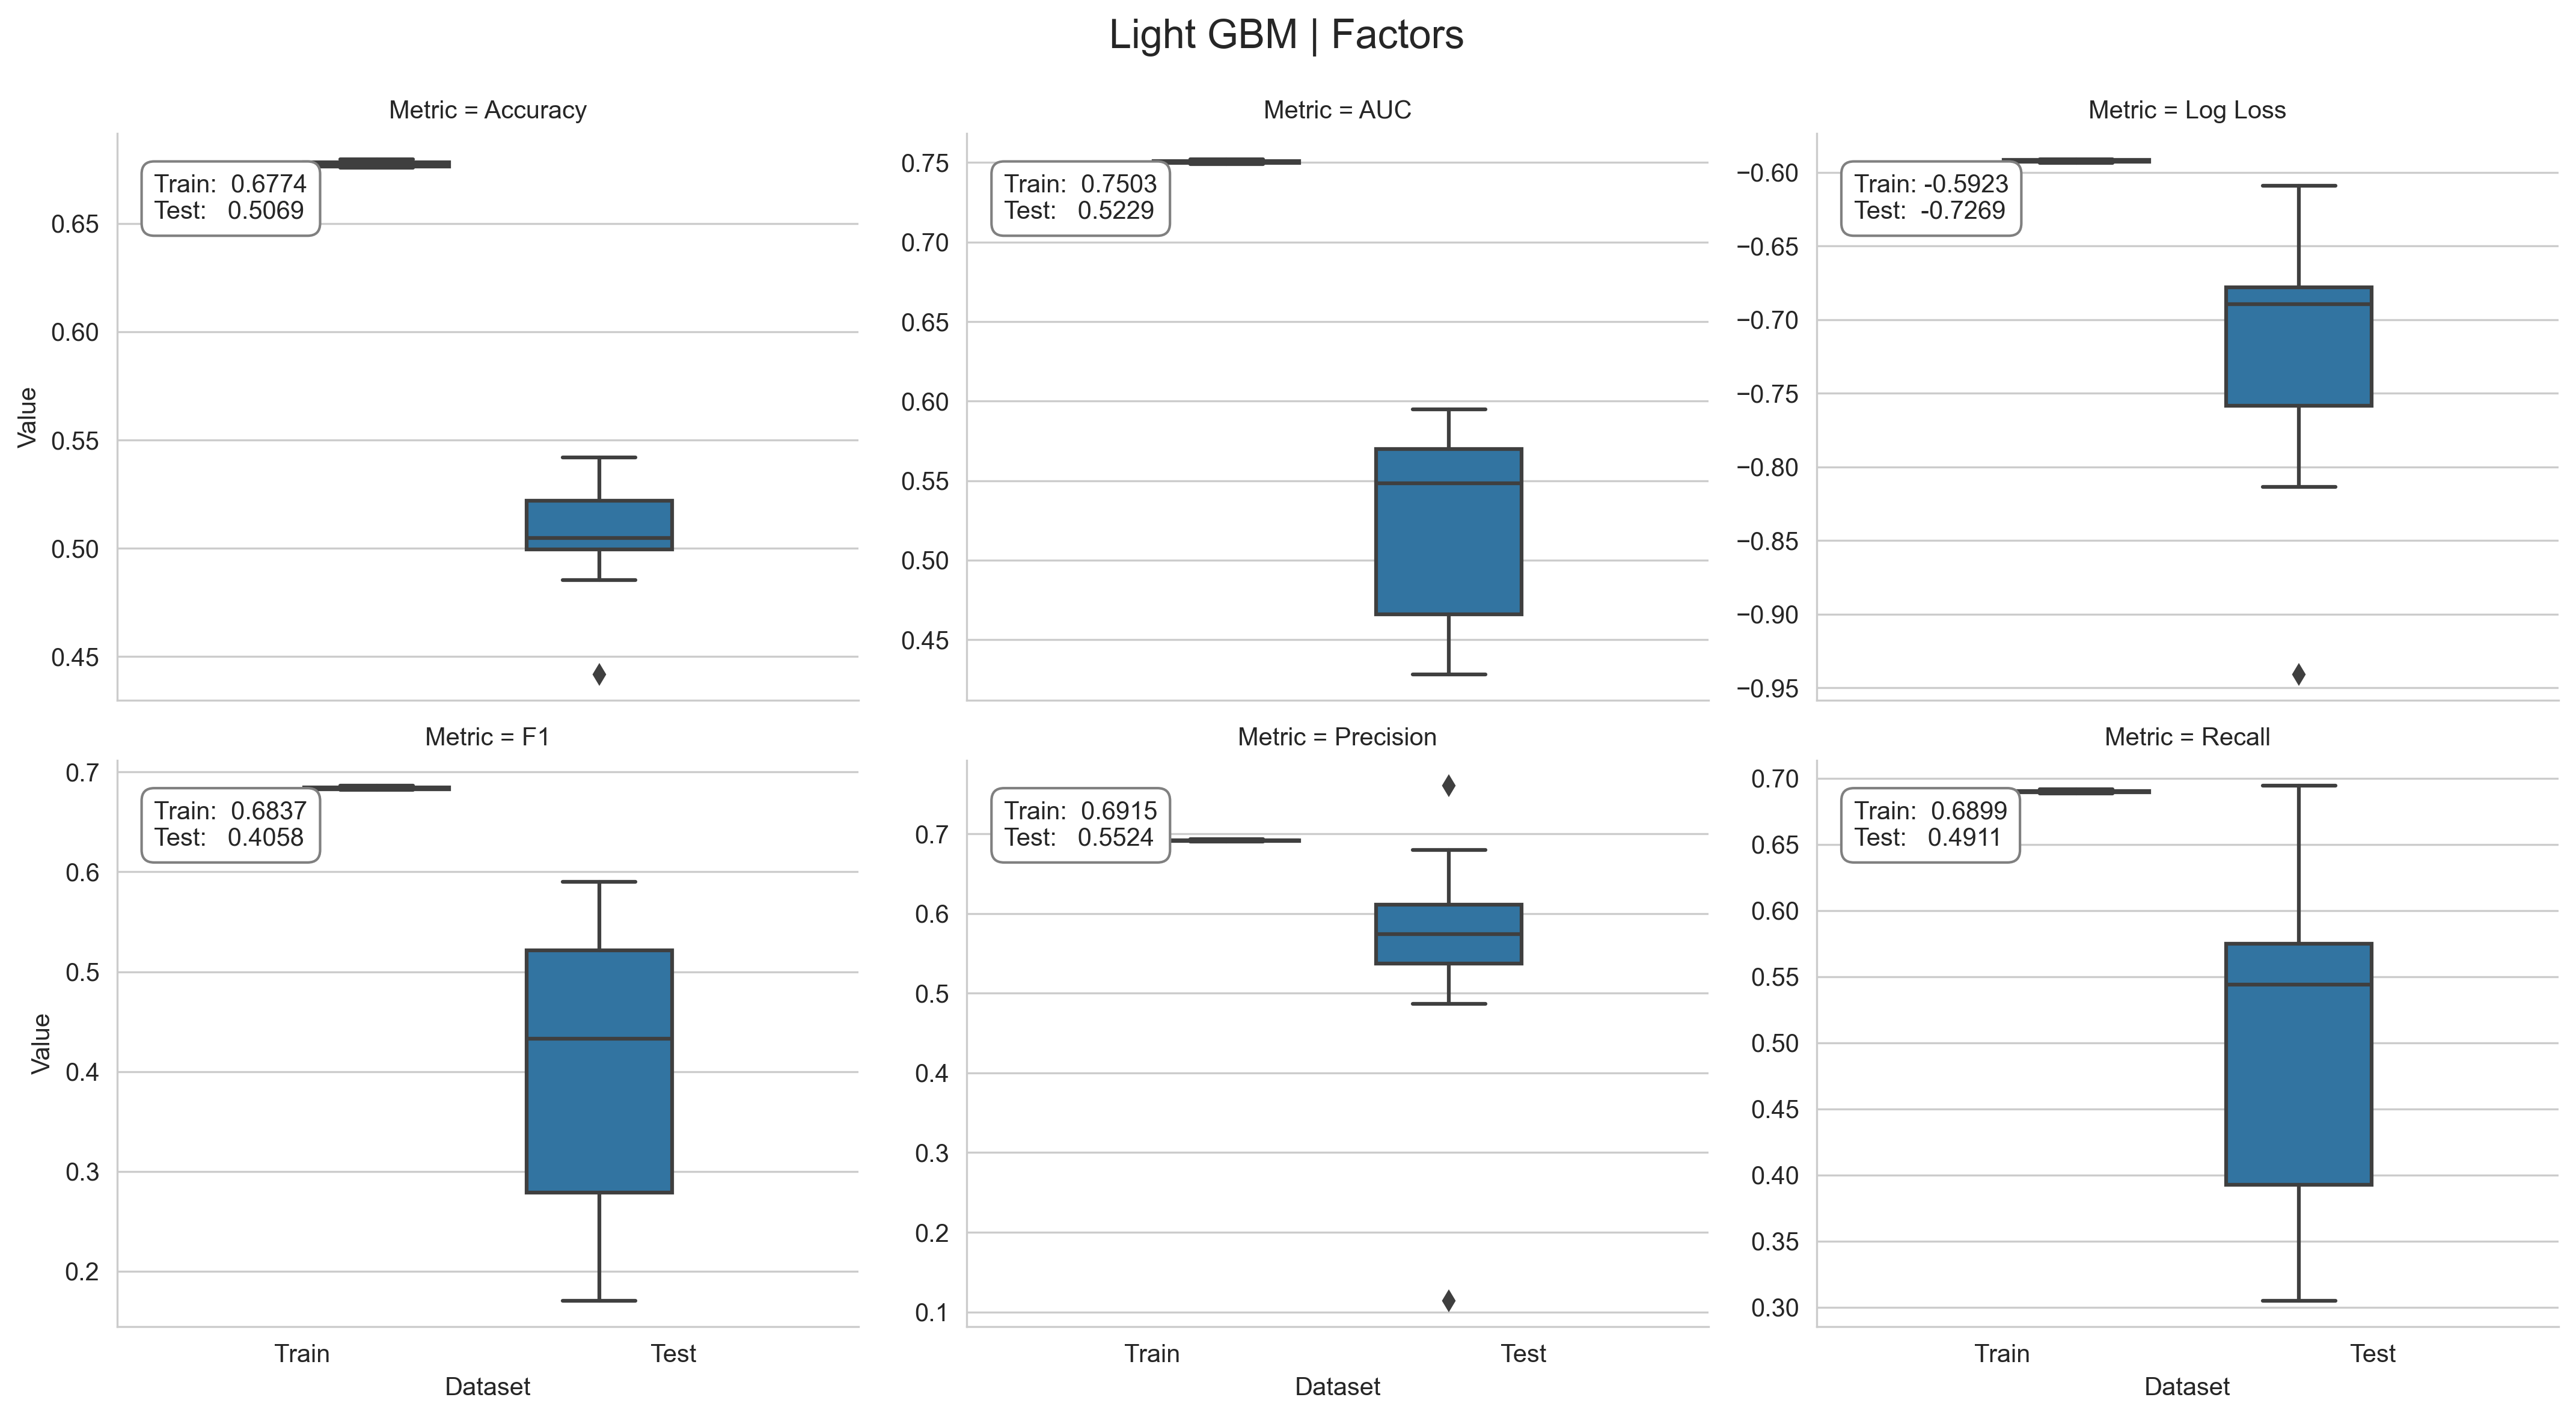 Light GBM | Factors
Metric = Accuracy
Value
0.65
0.60
0.55
0.50
0.45
Train:  0.6774
Test:   0.5069
Metric = AUC
0.75
0.70
0.65
0.60
0.55
0.50
0.45
Train:  0.7503
Test:   0.5229
Metric = Log Loss
−0.60
−0.65
−0.70
−0.75
−0.80
−0.85
−0.90
−0.95
Train: -0.5923
Test:  -0.7269
Metric = F1
Value
0.7
0.6
0.5
0.4
0.3
0.2
Train:  0.6837
Test:   0.4058
Train Test
Dataset
Metric = Precision
0.7
0.6
0.5
0.4
0.3
0.2
0.1
Train:  0.6915
Test:   0.5524
Train Test
Dataset
Metric = Recall
0.70
0.65
0.60
0.55
0.50
0.45
0.40
0.35
0.30
Train:  0.6899
Test:   0.4911
Train Test
Dataset